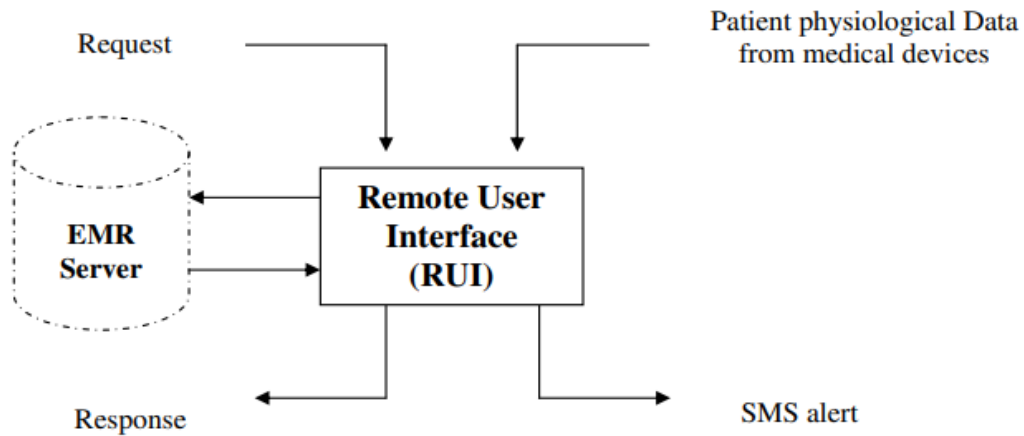 Request
Patient physiological Data
from medical devices
EMR
Server
Remote User
Interface
(RUI)
Response
SMS alert